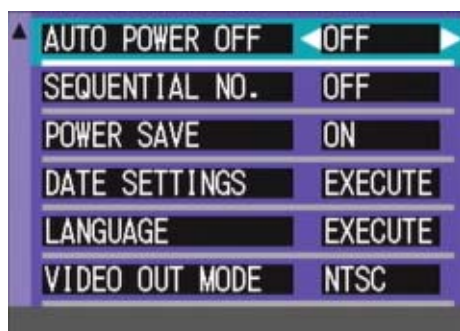 AUTO POWER OFF OFF
SEQUENTIAL NO. OFF
POWER SAVE ON
DATE SETTINGS EXECUTE
LANGUAGE EXECUTE
VIDEO OUT MODE NTSC